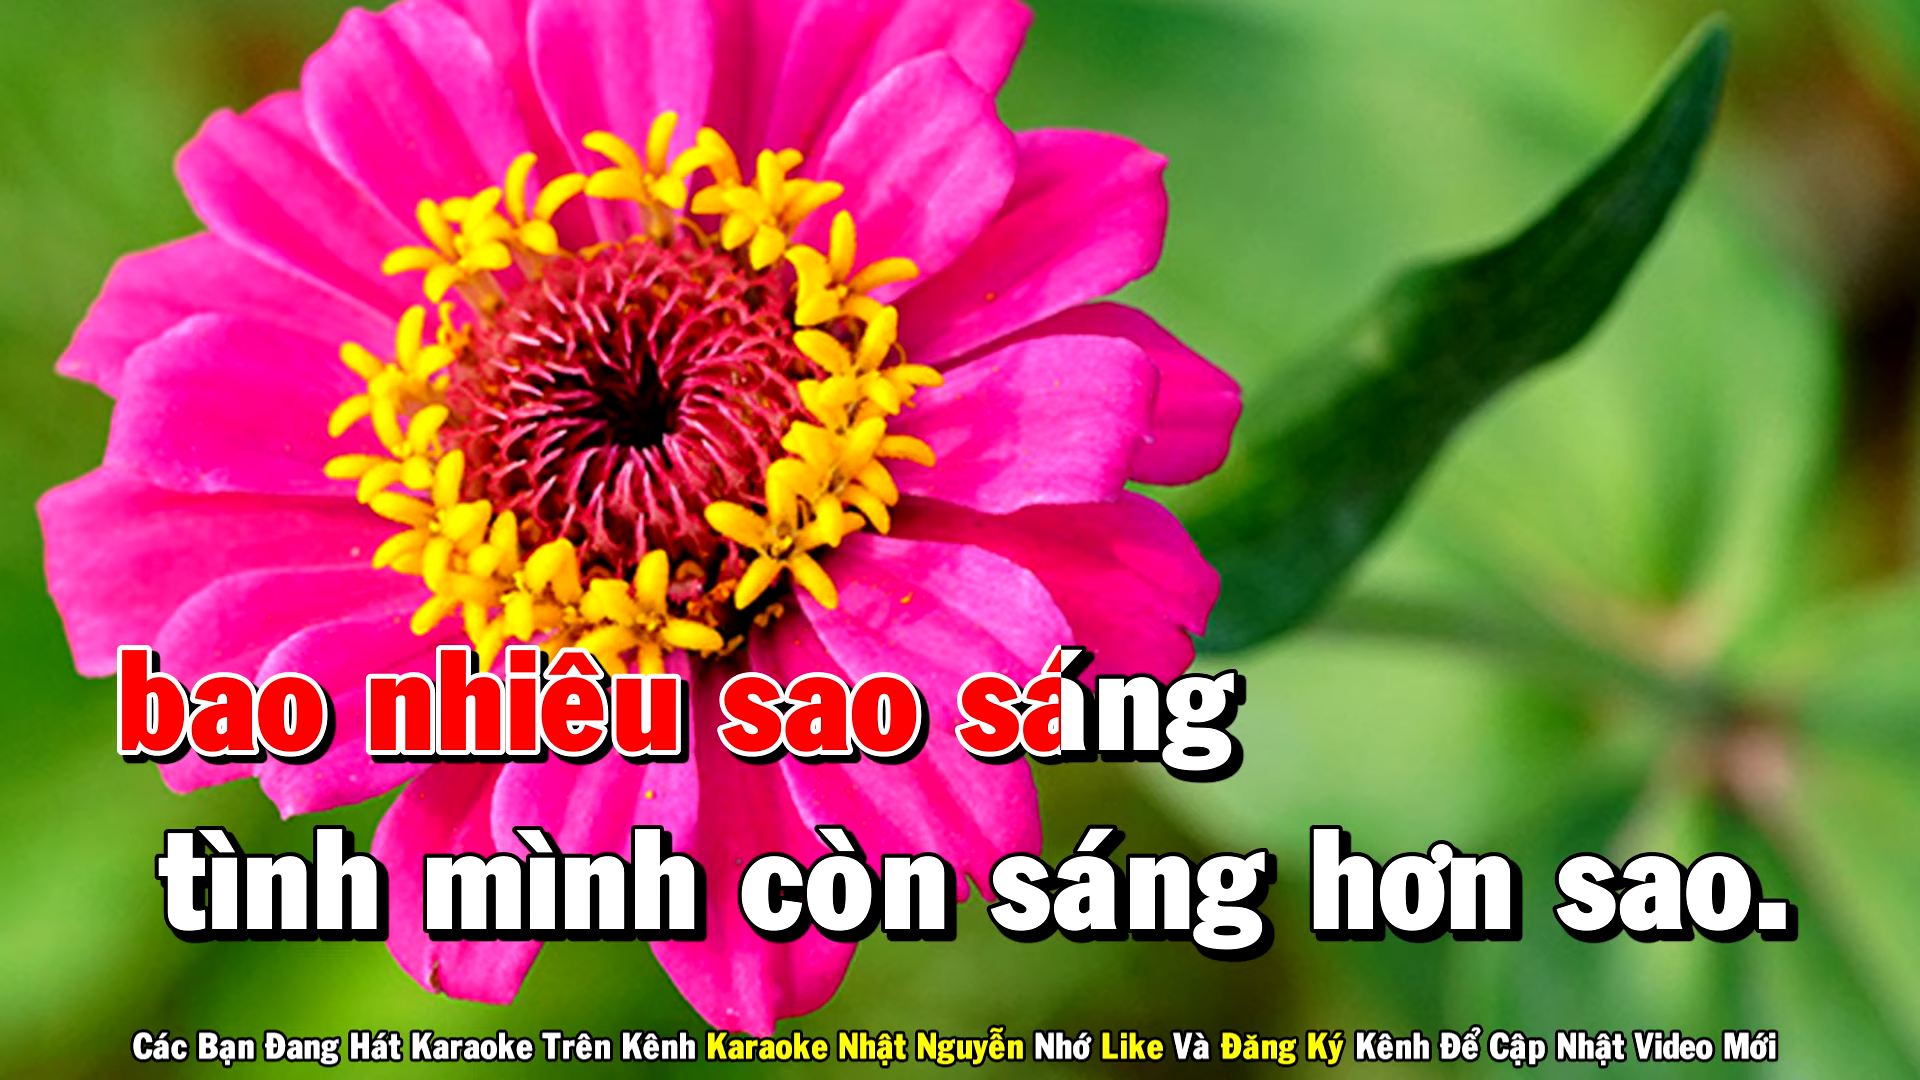 bao nhiêu sao sáng
tình mình còn sáng hơn sao.
Các Bạn Đang Hát Karaoke Trên Kênh Karaoke Nhật Nguyễn Nhớ Like Và Đăng Ký Kênh Để Cập Nhật Video Mới